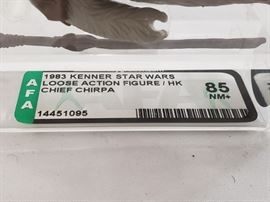 AFA
1983 KENNER STAR WARS
LOOSE ACTION FIGURE / HK
CHIEF CHIRPA
85
NM+
14451095